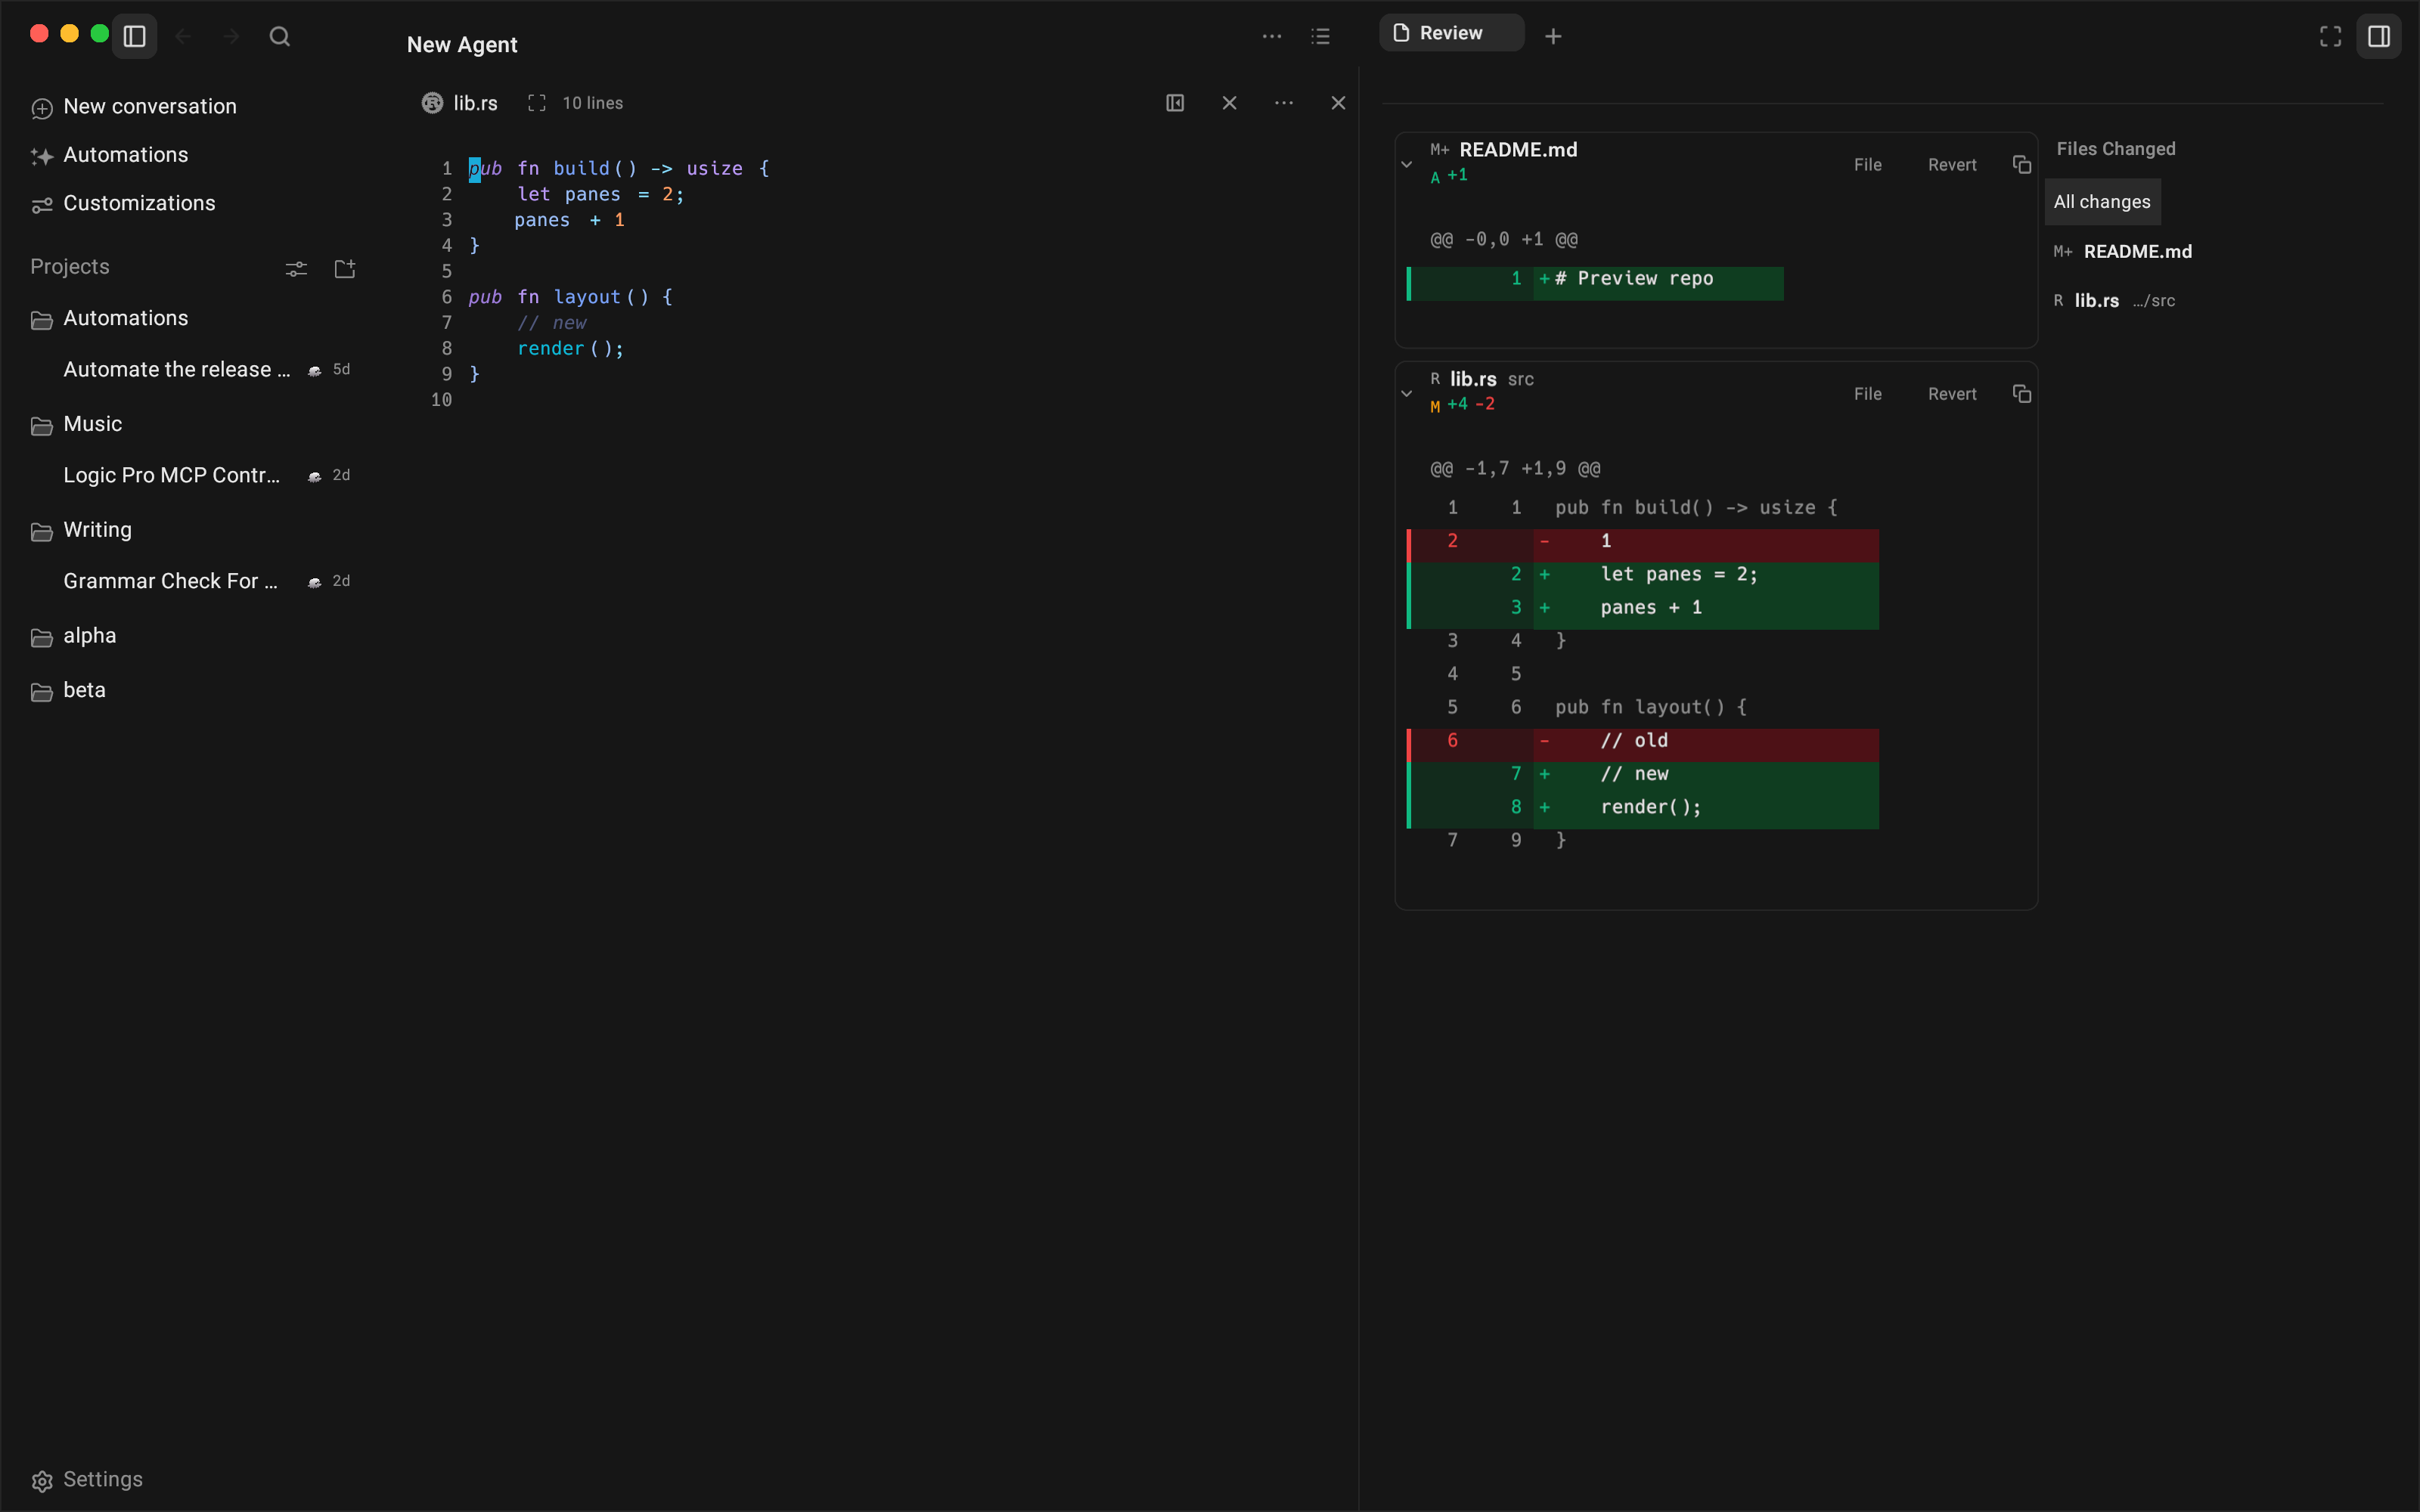 New Agent
Review
New conversation
Automations
Customizations
Projects
Automations
Automate the release ... 5d
Music
Logic Pro MCP Contr... 2d
Writing
Grammar Check For ... 2d
alpha
beta
Settings
lib.rs 10 lines
1 pub fn build() -> usize {
2 let panes = 2;
3 panes + 1
4 }
5
6 pub fn layout() {
7 // new
8 render();
9 }
10
M+ README.md
A +1
File Revert
@@ -0,0 +1 @@
1 +# Preview repo
R lib.rs src
M +4 -2
File Revert
@@ -1,7 +1,9 @@
1 1 pub fn build() -> usize {
2 - 1
2 + let panes = 2;
3 + panes + 1
3 4 }
4 5
5 6 pub fn layout() {
6 - // old
7 + // new
8 + render();
7 9 }
Files Changed
All changes
M+ README.md
R lib.rs .../src